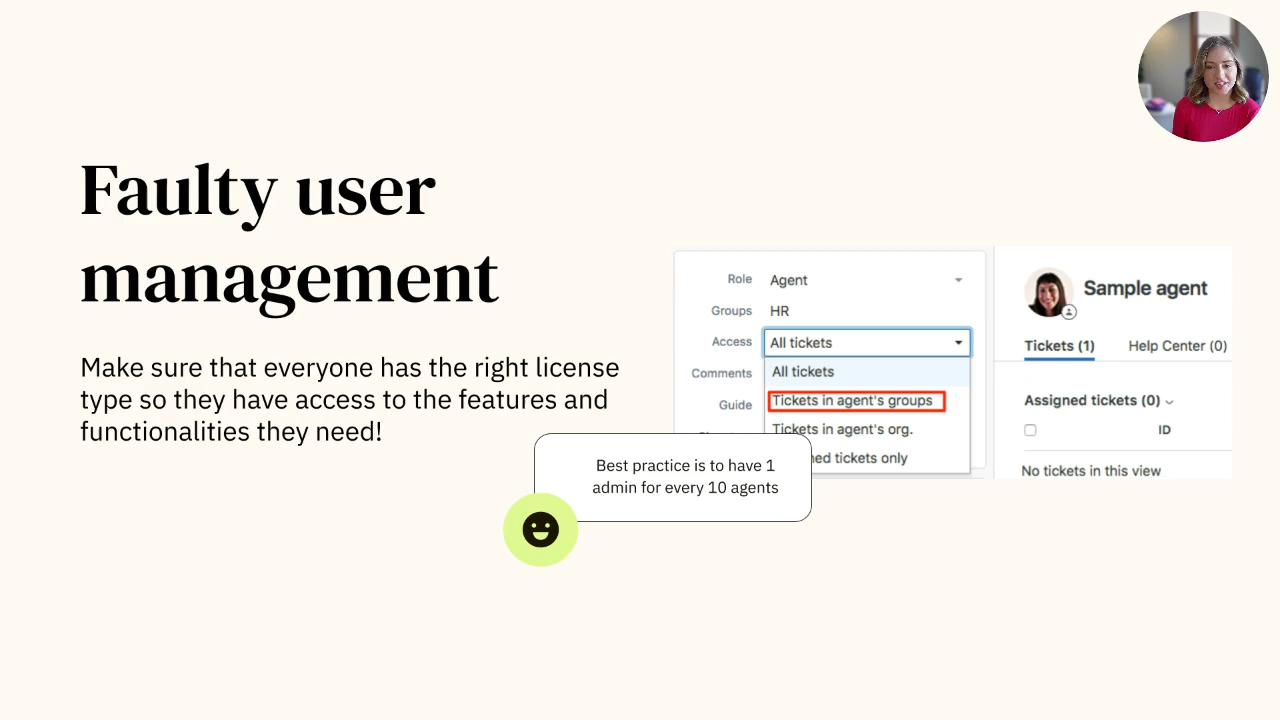 Faulty user
management
Make sure that everyone has the right license
type so they have access to the features and
functionalities they need!
Best practice is to have 1
admin for every 10 agents
Role Agent
Groups HR
Access All tickets
Comments All tickets
Guide Tickets in agent's groups
Tickets in agent's org.
tickets only
Sample agent
Tickets (1) Help Center (0)
Assigned tickets (0)
ID
No tickets in this view